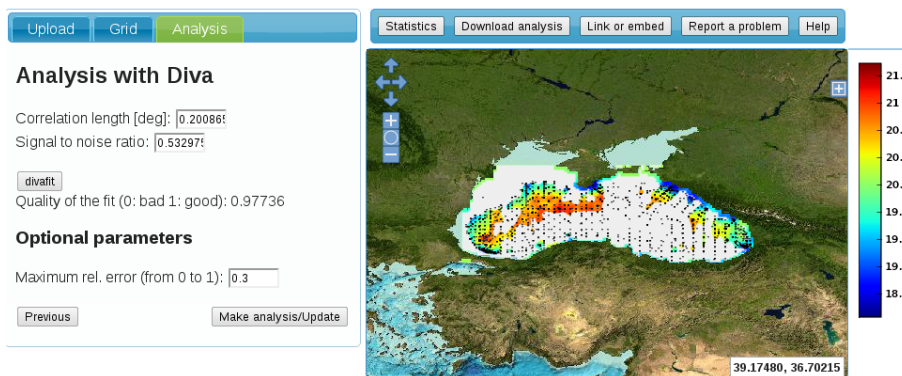 Upload Grid Analysis
Statistics Download analysis Link or embed Report a problem Help
Analysis with Diva
Correlation length [deg]: 0.200865
Signal to noise ratio: 0.532975
divafit
Quality of the fit (0: bad 1: good): 0.97736
Optional parameters
Maximum rel. error (from 0 to 1): 0.3
Previous Make analysis/Update
21.
21
20.
20.
20.
19.
19.
19.
18.
39.17480, 36.70215